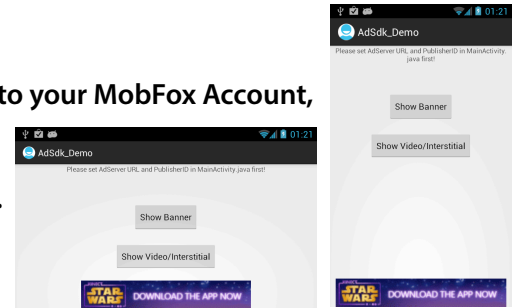 to your MobFox Account,
.
01:21
AdSdk_Demo
Please set AdServer URL and PublisherID in MainActivity.java first!
Show Banner
Show Video/Interstitial
STAR WARS
DOWNLOAD THE APP NOW
01:21
AdSdk_Demo
Please set AdServer URL and PublisherID in MainActivity.
java first!
Show Banner
Show Video/Interstitial
STAR WARS
DOWNLOAD THE APP NOW